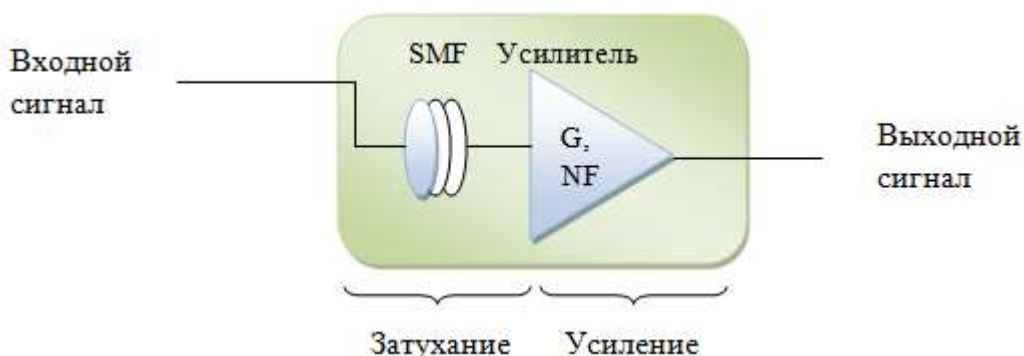 SMF Усилитель
Входной
сигнал
G,
NF
Выходной
сигнал
Затухание Усиление